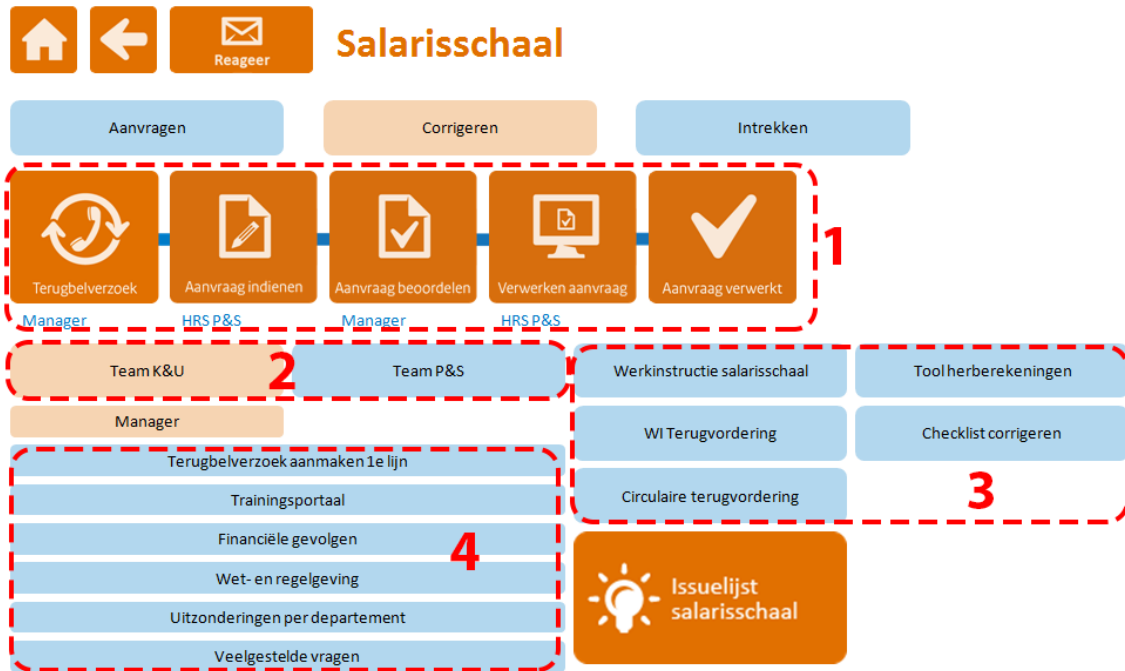 Reageer
Salarisschaal
Aanvragen
Corrigeren
Intrekken
Terugbelverzoek
Aanvraag indienen
Aanvraag beoordelen
Verwerken aanvraag
Aanvraag verwerkt
1
Manager
HRS P&S
Manager
HRS P&S
Team K&U
2
Team P&S
Manager
Werkinstructie salarisschaal
Tool herberekeningen
WI Terugvordering
Checklist corrigeren
Circulaire terugvordering
3
Terugbelverzoek aanmaken 1e lijn
Trainingsportaal
Financiële gevolgen
4
Wet- en regelgeving
Uitzonderingen per departement
Veelgestelde vragen
Issuelijst
salarisschaal